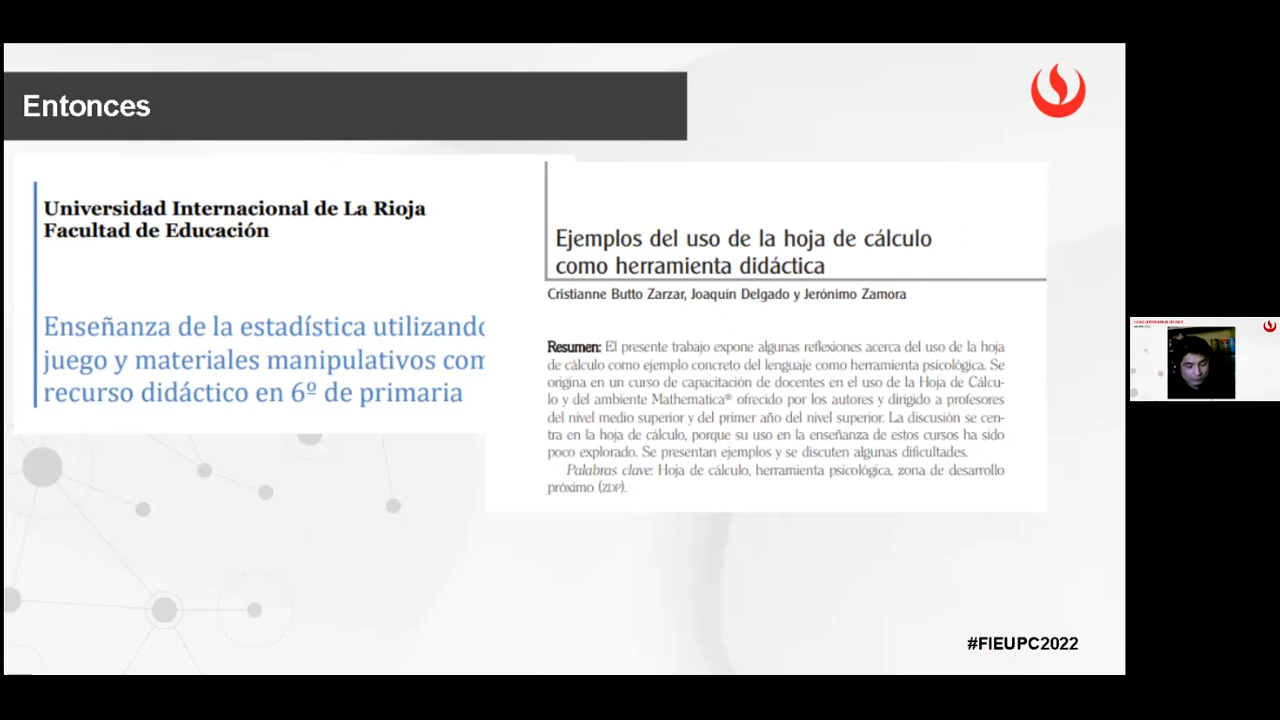 Entonces
Universidad Internacional de La Rioja
Facultad de Educación
Enseñanza de la estadística utilizando
juego y materiales manipulativos com
recurso didáctico en 6º de primaria
Ejemplos del uso de la hoja de cálculo
como herramienta didáctica
Cristianne Butto Zarzar, Joaquín Delgado y Jerónimo Zamora
Resumen: El presente trabajo expone algunas reflexiones acerca del uso de la hoja
de cálculo como ejemplo concreto del lenguaje como herramienta psicológica. Se
origina en un curso de capacitación de docentes en el uso de la Hoja de Cálcu-
lo y del ambiente Mathematica® ofrecido por los autores y dirigido a profesores
del nivel medio superior y del primer año del nivel superior. La discusión se cen-
tra en la hoja de cálculo, porque su uso en la enseñanza de estos cursos ha sido
poco explorado. Se presentan ejemplos y se discuten algunas dificultades.
Palabras clave: Hoja de cálculo, herramienta psicológica, zona de desarrollo
próximo (ZDP).
#FIEUPC2022